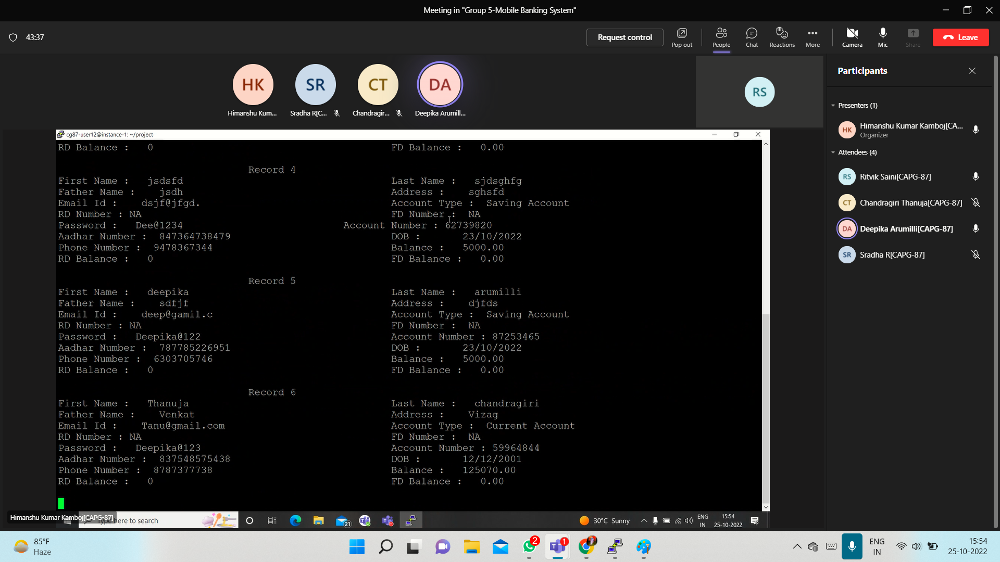 Meeting in "Group 5-Mobile Banking System"
43:37
Request control
Pop out
People
Chat
Reactions
More
Camera
Mic
Share
Leave
HK
SR
CT
DA
RS
Himanshu Kum...
Sradha R[C...
Chandragir...
Deepika Arumill...
Participants
Presenters (1)
HK
Himanshu Kumar Kamboj[CA...
Organizer
Attendees (4)
RS
Ritvik Saini[CAPG-87]
CT
Chandragiri Thanuja[CAPG-87]
DA
Deepika Arumilli[CAPG-87]
SR
Sradha R[CAPG-87]
cg87-user12@instance-1: ~/project
RD Balance : 0 FD Balance : 0.00
Record 4
First Name : jsdsfd Last Name : sjdsghfg
Father Name : jsdh Address : sghsfd
Email Id : dsjf@jfgd. Account Type : Saving Account
RD Number : NA FD Number : NA
Password : Dee@1234 Account Number : 62739820
Aadhar Number : 847364738479 DOB : 23/10/2022
Phone Number : 9478367344 Balance : 5000.00
RD Balance : 0 FD Balance : 0.00
Record 5
First Name : deepika Last Name : arumilli
Father Name : sdfjf Address : djfds
Email Id : deep@gamil.c Account Type : Saving Account
RD Number : NA FD Number : NA
Password : Deepika@122 Account Number : 87253465
Aadhar Number : 787785226951 DOB : 23/10/2022
Phone Number : 6303705746 Balance : 5000.00
RD Balance : 0 FD Balance : 0.00
Record 6
First Name : Thanuja Last Name : chandragiri
Father Name : Venkat Address : Vizag
Email Id : Tanu@gmail.com Account Type : Current Account
RD Number : NA FD Number : NA
Password : Deepika@123 Account Number : 59964844
Aadhar Number : 837548575438 DOB : 12/12/2001
Phone Number : 8787377738 Balance : 125070.00
RD Balance : 0 FD Balance : 0.00
Himanshu Kumar Kamboj[CAPG-87]
here to search
21
30°C Sunny
ENG
IN
15:54
25-10-2022
85°F
Haze
2
1
ENG
IN
15:54
25-10-2022